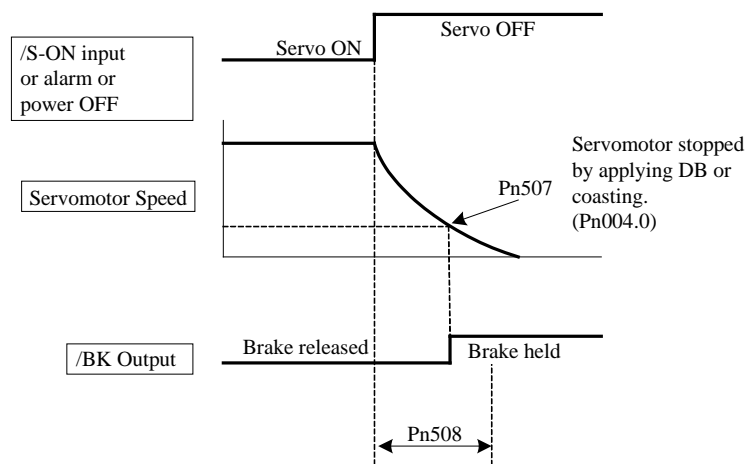 /S-ON input
or alarm or
power OFF
Servo ON
Servo OFF
Servomotor Speed
Pn507
Servomotor stopped
by applying DB or
coasting.
(Pn004.0)
/BK Output
Brake released
Brake held
Pn508